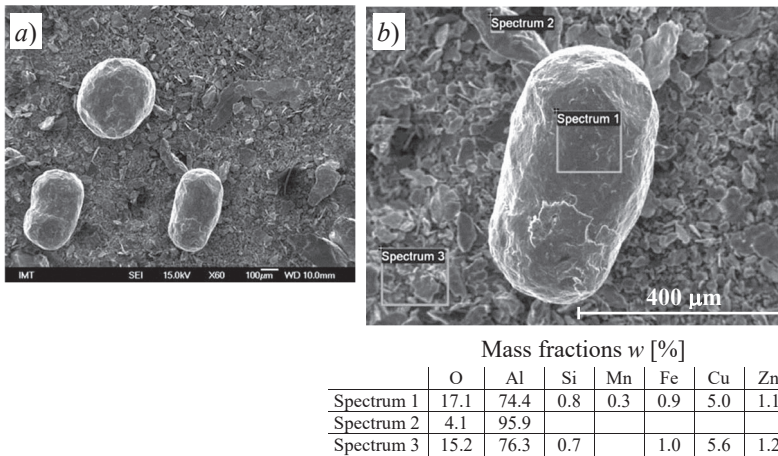 a)
IMT SEI 15.0kV X60 100µm WD 10.0mm
b)
Spectrum 2
Spectrum 1
Spectrum 3
400 µm
Mass fractions w [%]
O Al Si Mn Fe Cu Zn
Spectrum 1 17.1 74.4 0.8 0.3 0.9 5.0 1.1
Spectrum 2 4.1 95.9
Spectrum 3 15.2 76.3 0.7 1.0 5.6 1.2